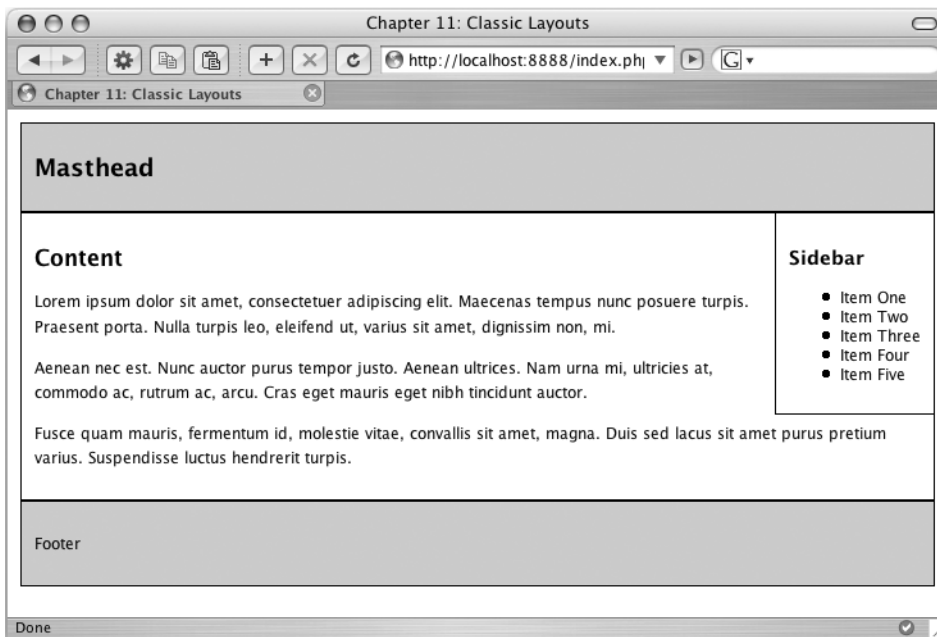 Chapter 11: Classic Layouts
http://localhost:8888/index.ph
G
Chapter 11: Classic Layouts
Masthead
Content
Lorem ipsum dolor sit amet, consectetuer adipiscing elit. Maecenas tempus nunc posuere turpis.
Praesent porta. Nulla turpis leo, eleifend ut, varius sit amet, dignissim non, mi.
Aenean nec est. Nunc auctor purus tempor justo. Aenean ultrices. Nam urna mi, ultricies at,
commodo ac, rutrum ac, arcu. Cras eget mauris eget nibh tincidunt auctor.
Fusce quam mauris, fermentum id, molestie vitae, convallis sit amet, magna. Duis sed lacus sit amet purus pretium
varius. Suspendisse luctus hendrerit turpis.
Sidebar
Item One
Item Two
Item Three
Item Four
Item Five
Footer
Done